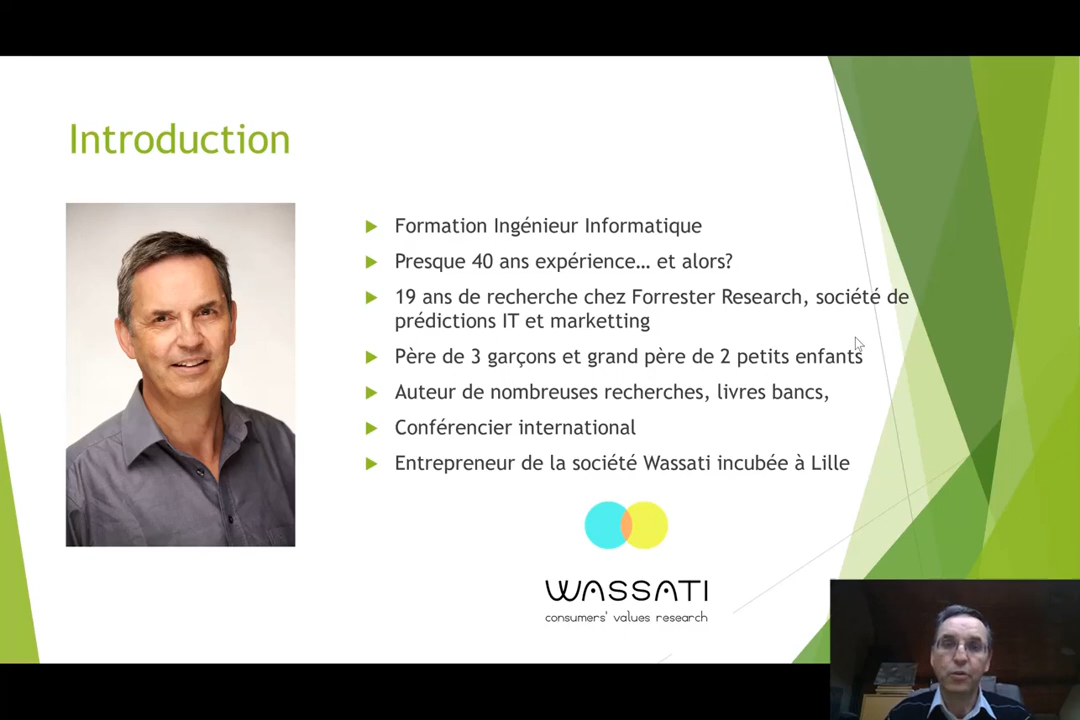 Introduction
Formation Ingénieur Informatique
Presque 40 ans expérience... et alors?
19 ans de recherche chez Forrester Research, société de
prédictions IT et marketting
Père de 3 garçons et grand père de 2 petits enfants
Auteur de nombreuses recherches, livres bancs,
Conférencier international
Entrepreneur de la société Wassati incubée à Lille
WASSATI
consumers' values research